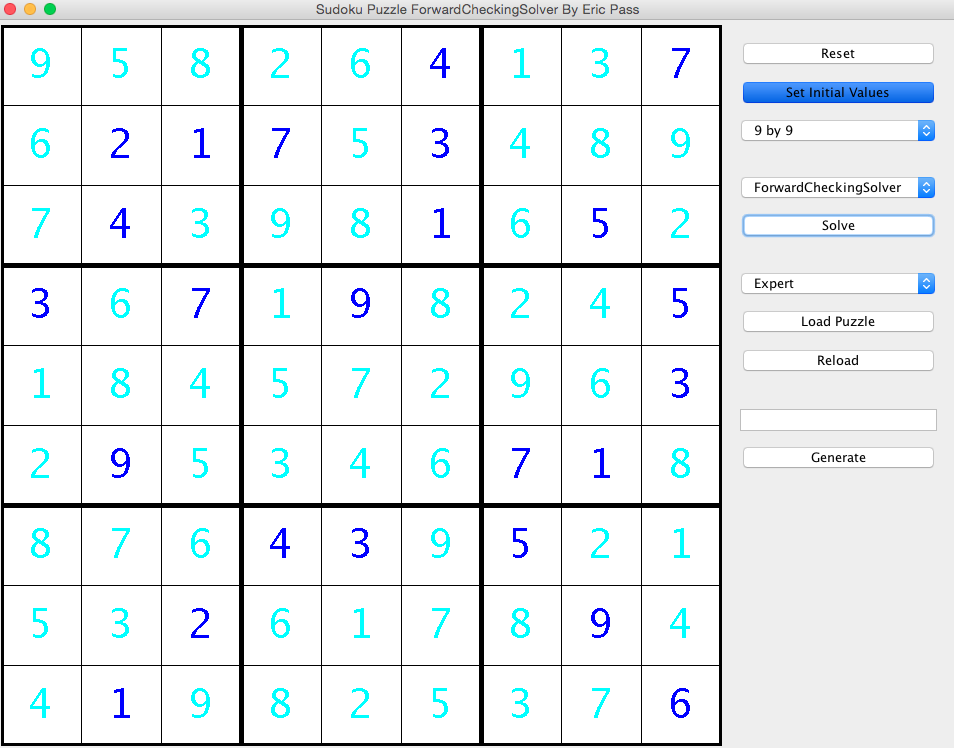 Sudoku Puzzle ForwardCheckingSolver By Eric Pass
9 5 8 2 6 4 1 3 7
6 2 1 7 5 3 4 8 9
7 4 3 9 8 1 6 5 2
3 6 7 1 9 8 2 4 5
1 8 4 5 7 2 9 6 3
2 9 5 3 4 6 7 1 8
8 7 6 4 3 9 5 2 1
5 3 2 6 1 7 8 9 4
4 1 9 8 2 5 3 7 6
Reset
Set Initial Values
9 by 9
ForwardCheckingSolver
Solve
Expert
Load Puzzle
Reload
Generate